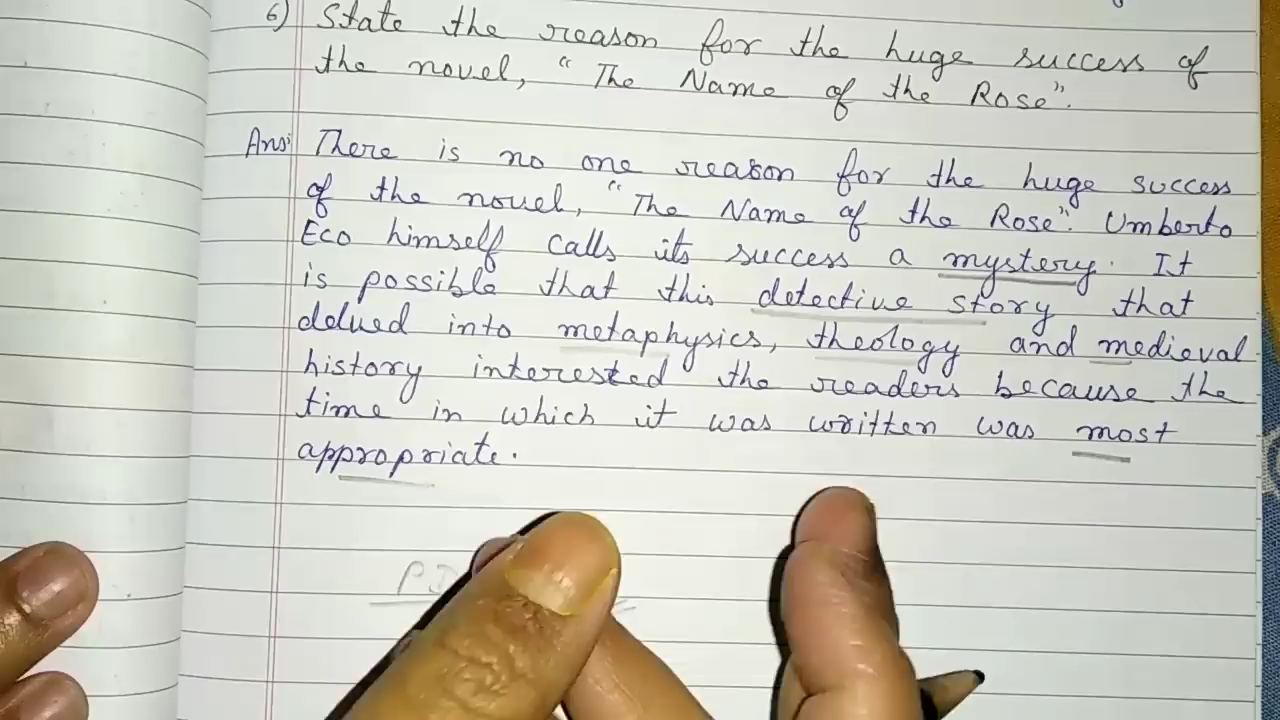 6) State the reason for the huge success of
the novel, "The Name of the Rose".
Ans: There is no one reason for the huge success
of the novel, "The Name of the Rose". Umberto
Eco himself calls its success a mystery. It
is possible that this detective story that
delved into metaphysics, theology and medieval
history interested the readers because the
time in which it was written was most
appropriate.